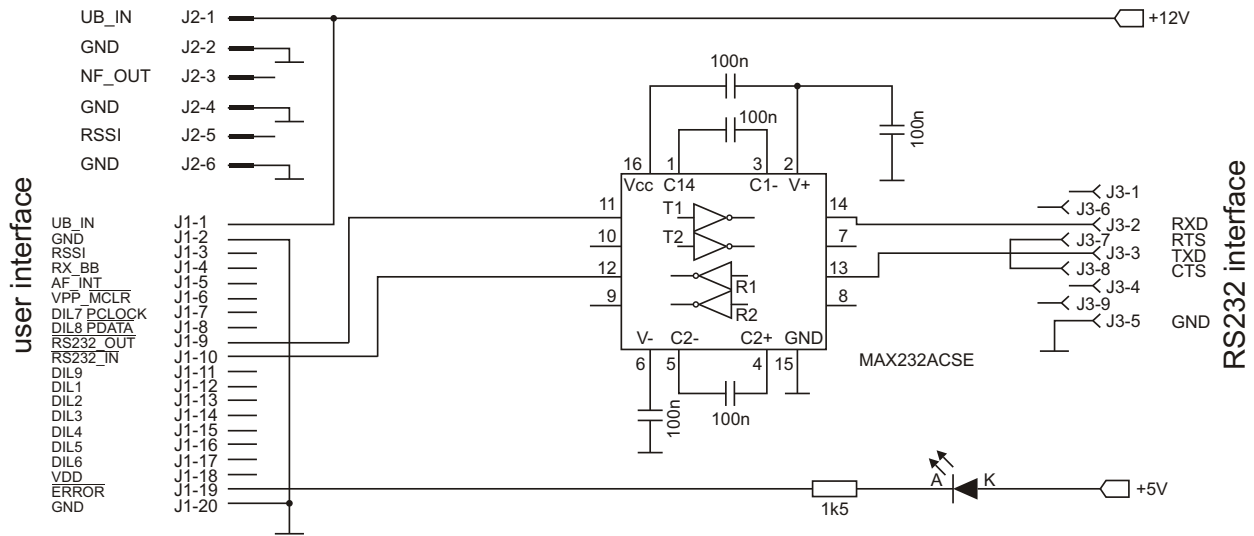 UB_IN J2-1
GND J2-2
NF_OUT J2-3
GND J2-4
RSSI J2-5
GND J2-6
+12V
user interface
UB_IN J1-1
GND J1-2
RSSI J1-3
RX_BB J1-4
AF_INT J1-5
VPP_MCLR J1-6
DIL7 PCLOCK J1-7
DIL8 PDATA J1-8
RS232_OUT J1-9
RS232_IN J1-10
DIL9 J1-11
DIL1 J1-12
DIL2 J1-13
DIL3 J1-14
DIL4 J1-15
DIL5 J1-16
DIL6 J1-17
VDD J1-18
ERROR J1-19
GND J1-20
100n
100n
100n
16 1 3 2
Vcc C14 C1- V+
11 T1 14
10 T2 7
12 R1 13
9 R2 8
V- C2- C2+ GND
6 5 4 15
MAX232ACSE
100n
100n
J3-1
J3-6
J3-2 RXD
J3-7 RTS
J3-3 TXD
J3-8 CTS
J3-4
J3-9
J3-5 GND
RS232 interface
1k5
A K
+5V